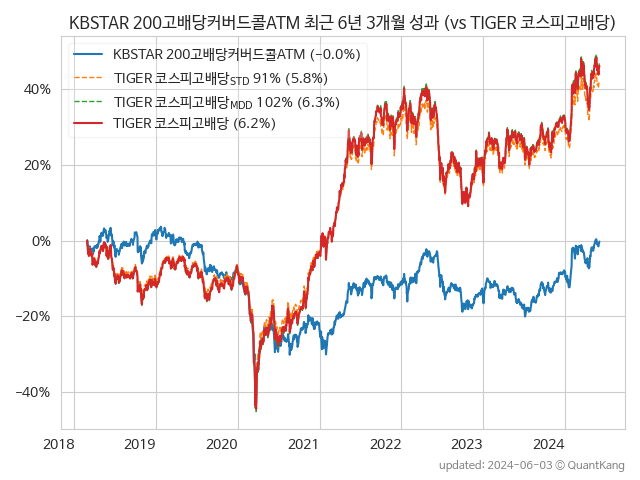 KBSTAR 200고배당커버드콜ATM 최근 6년 3개월 성과 (vs TIGER 코스피고배당)
KBSTAR 200고배당커버드콜ATM (−0.0%)
TIGER 코스피고배당STD 91% (5.8%)
TIGER 코스피고배당MDD 102% (6.3%)
TIGER 코스피고배당 (6.2%)
40%
20%
0%
−20%
−40%
2018 2019 2020 2021 2022 2023 2024
updated: 2024-06-03 © QuantKang